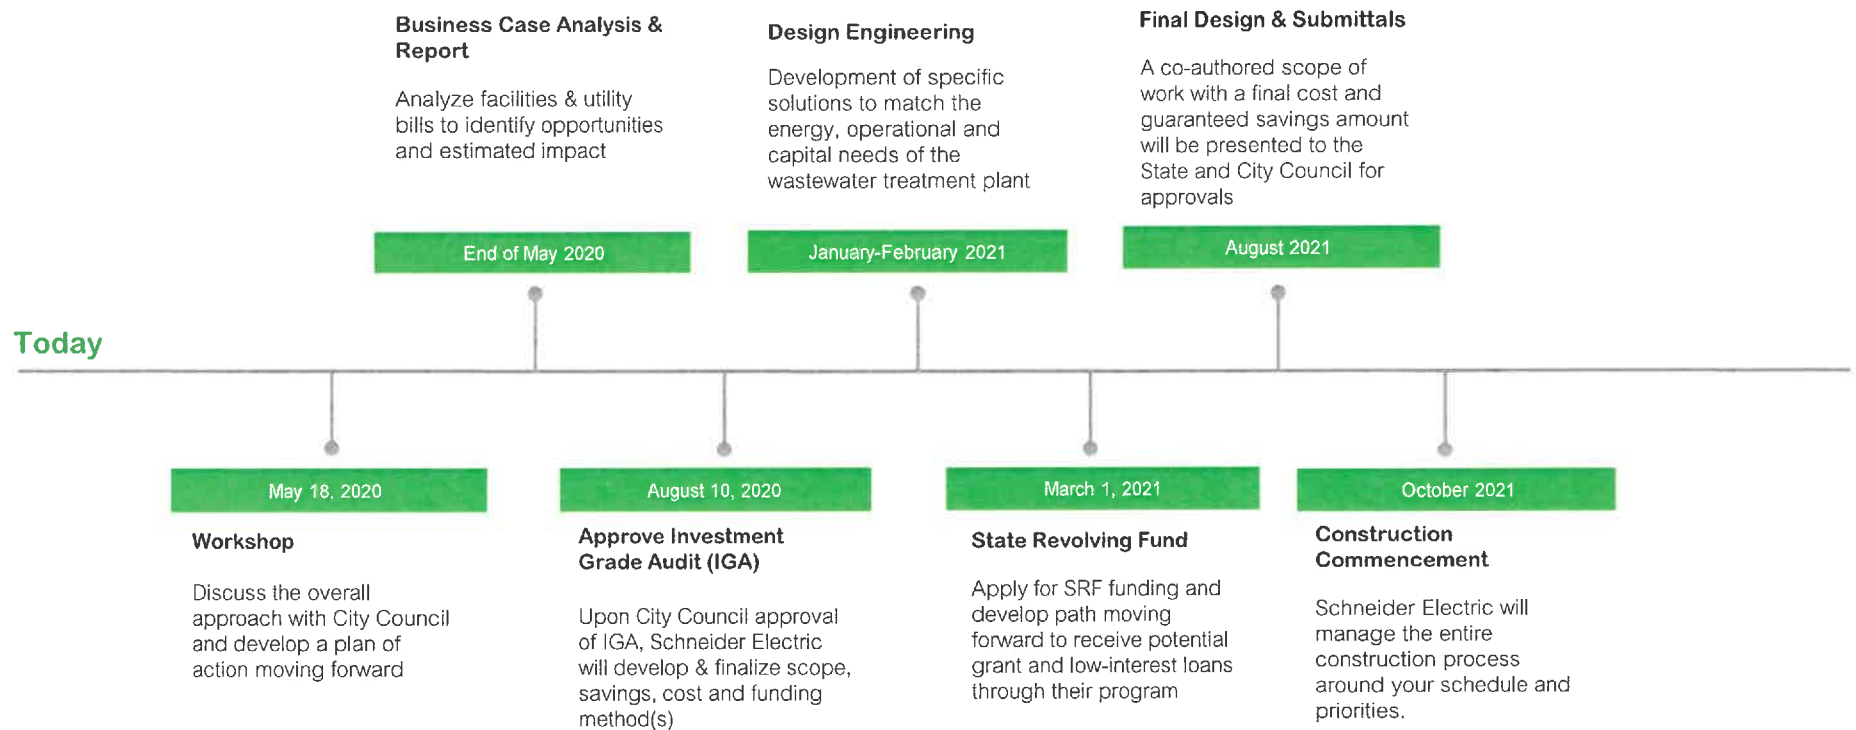 Business Case Analysis &
Report
Analyze facilities & utility
bills to identify opportunities
and estimated impact
End of May 2020
Design Engineering
Development of specific
solutions to match the
energy, operational and
capital needs of the
wastewater treatment plant
January-February 2021
Final Design & Submittals
A co-authored scope of
work with a final cost and
guaranteed savings amount
will be presented to the
State and City Council for
approvals
August 2021
Today
May 18, 2020
Workshop
Discuss the overall
approach with City Council
and develop a plan of
action moving forward
August 10, 2020
Approve Investment
Grade Audit (IGA)
Upon City Council approval
of IGA, Schneider Electric
will develop & finalize scope,
savings, cost and funding
method(s)
March 1, 2021
State Revolving Fund
Apply for SRF funding and
develop path moving
forward to receive potential
grant and low-interest loans
through their program
October 2021
Construction
Commencement
Schneider Electric will
manage the entire
construction process
around your schedule and
priorities.